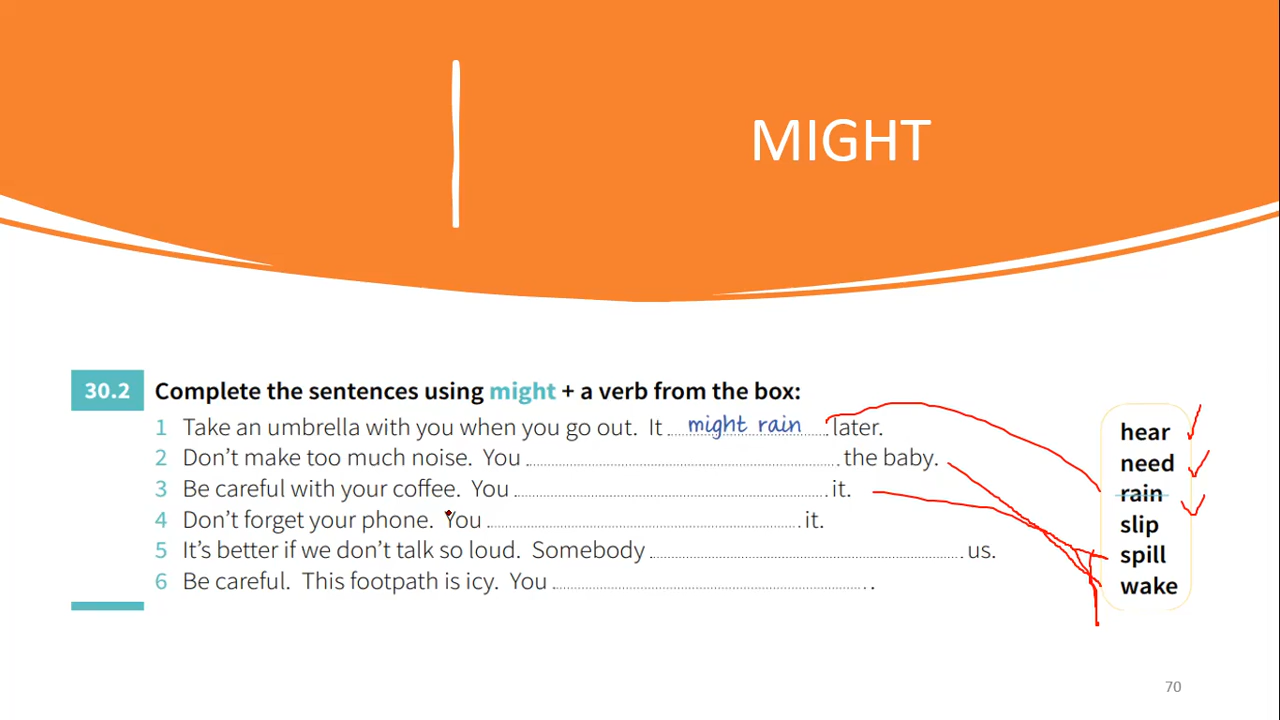 MIGHT
30.2 Complete the sentences using might + a verb from the box:
1 Take an umbrella with you when you go out. It might rain later.
2 Don't make too much noise. You the baby.
3 Be careful with your coffee. You it.
4 Don't forget your phone. You it.
5 It's better if we don't talk so loud. Somebody us.
6 Be careful. This footpath is icy. You .
hear
need
rain
slip
spill
wake
70